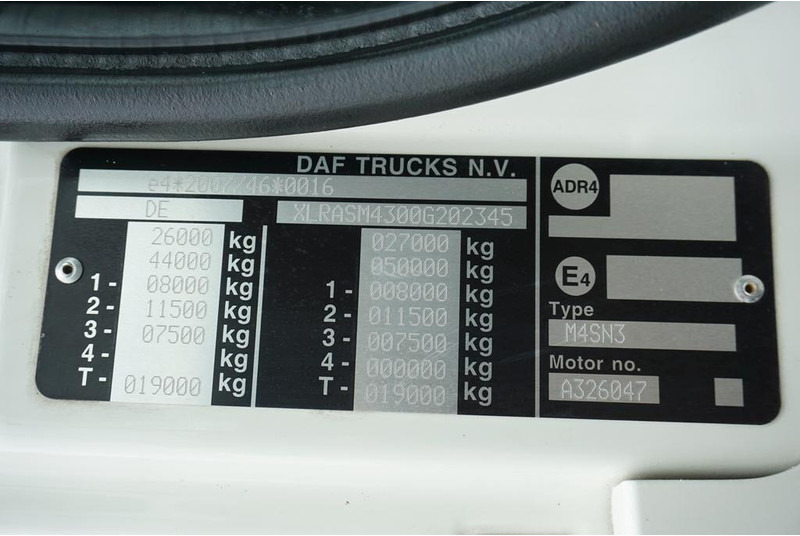 DAF TRUCKS N.V.
e4*2007/46*0016
DE XLRASM4300G202345
26000 kg 027000 kg
44000 kg 050000 kg
1- 08000 kg 1- 008000 kg
2- 11500 kg 2- 011500 kg
3- 07500 kg 3- 007500 kg
4- kg 4- 000000 kg
T- 019000 kg T- 019000 kg
ADR4
E4
Type
M4SN3
Motor no.
A326047